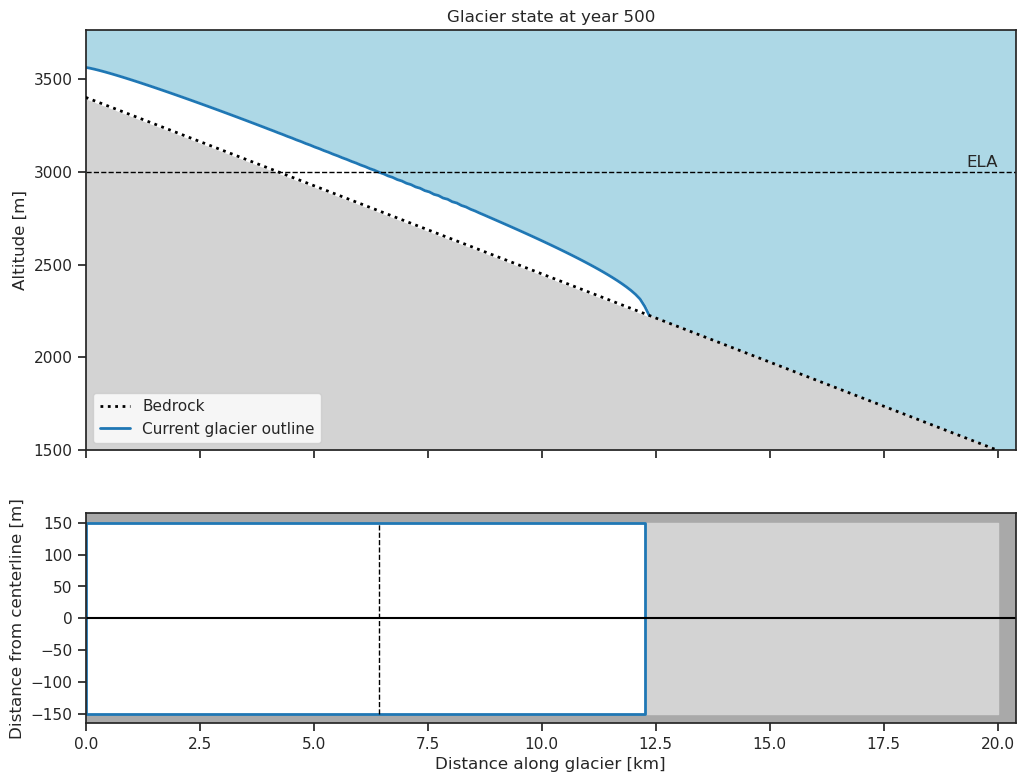 Glacier state at year 500
Altitude [m]
3500
3000
2500
2000
1500
ELA
Bedrock
Current glacier outline
Distance from centerline [m]
150
100
50
0
−50
−100
−150
0.0 2.5 5.0 7.5 10.0 12.5 15.0 17.5 20.0
Distance along glacier [km]